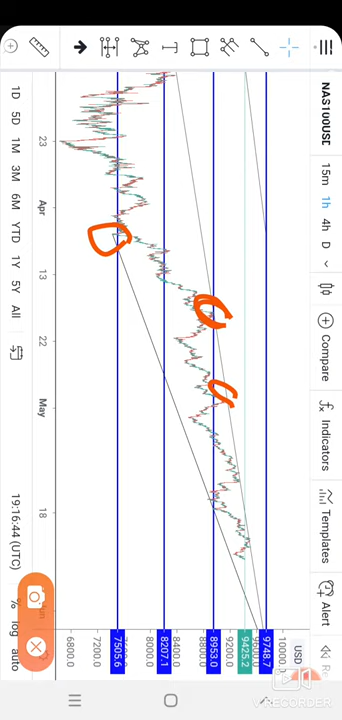 NAS100USD
15m
1h
4h
D
Compare
Indicators
Templates
Alert
Re
USD
10000.0
9748.7
9600.0
9425.2
9200.0
8953.0
8400.0
8207.1
8000.0
7505.6
7200.0
6800.0
23
Apr
13
22
May
18
1D
5D
1M
3M
6M
YTD
1Y
5Y
All
19:16:44 (UTC)
%
log
auto